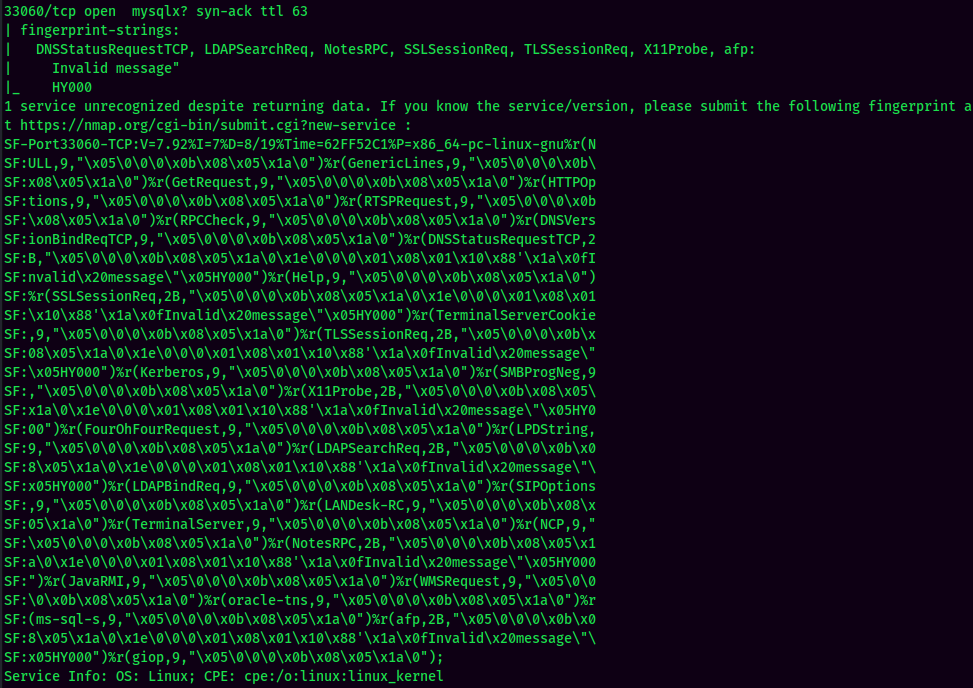 33060/tcp open  mysqlx? syn-ack ttl 63
| fingerprint-strings:
|   DNSStatusRequestTCP, LDAPSearchReq, NotesRPC, SSLSessionReq, TLSSessionReq, X11Probe, afp:
|     Invalid message"
|_    HY000
1 service unrecognized despite returning data. If you know the service/version, please submit the following fingerprint a
t https://nmap.org/cgi-bin/submit.cgi?new-service :
SF-Port33060-TCP:V=7.92%I=7%D=8/19%Time=62FF52C1%P=x86_64-pc-linux-gnu%r(N
SF:ULL,9,"\x05\0\0\0\x0b\x08\x05\x1a\0")%r(GenericLines,9,"\x05\0\0\0\x0b\
SF:x08\x05\x1a\0")%r(GetRequest,9,"\x05\0\0\0\x0b\x08\x05\x1a\0")%r(HTTPOp
SF:tions,9,"\x05\0\0\0\x0b\x08\x05\x1a\0")%r(RTSPRequest,9,"\x05\0\0\0\x0b
SF:\x08\x05\x1a\0")%r(RPCCheck,9,"\x05\0\0\0\x0b\x08\x05\x1a\0")%r(DNSVers
SF:ionBindReqTCP,9,"\x05\0\0\0\x0b\x08\x05\x1a\0")%r(DNSStatusRequestTCP,2
SF:B,"\x05\0\0\0\x0b\x08\x05\x1a\0\x1e\0\0\0\x01\x08\x01\x10\x88'\x1a\x0fI
SF:nvalid\x20message\"\x05HY000")%r(Help,9,"\x05\0\0\0\x0b\x08\x05\x1a\0")
SF:%r(SSLSessionReq,2B,"\x05\0\0\0\x0b\x08\x05\x1a\0\x1e\0\0\0\x01\x08\x01
SF:\x10\x88'\x1a\x0fInvalid\x20message\"\x05HY000")%r(TerminalServerCookie
SF:,9,"\x05\0\0\0\x0b\x08\x05\x1a\0")%r(TLSSessionReq,2B,"\x05\0\0\0\x0b\x
SF:08\x05\x1a\0\x1e\0\0\0\x01\x08\x01\x10\x88'\x1a\x0fInvalid\x20message\"
SF:\x05HY000")%r(Kerberos,9,"\x05\0\0\0\x0b\x08\x05\x1a\0")%r(SMBProgNeg,9
SF:,"\x05\0\0\0\x0b\x08\x05\x1a\0")%r(X11Probe,2B,"\x05\0\0\0\x0b\x08\x05\
SF:x1a\0\x1e\0\0\0\x01\x08\x01\x10\x88'\x1a\x0fInvalid\x20message\"\x05HY0
SF:00")%r(FourOhFourRequest,9,"\x05\0\0\0\x0b\x08\x05\x1a\0")%r(LPDString,
SF:9,"\x05\0\0\0\x0b\x08\x05\x1a\0")%r(LDAPSearchReq,2B,"\x05\0\0\0\x0b\x0
SF:8\x05\x1a\0\x1e\0\0\0\x01\x08\x01\x10\x88'\x1a\x0fInvalid\x20message\"\
SF:x05HY000")%r(LDAPBindReq,9,"\x05\0\0\0\x0b\x08\x05\x1a\0")%r(SIPOptions
SF:,9,"\x05\0\0\0\x0b\x08\x05\x1a\0")%r(LANDesk-RC,9,"\x05\0\0\0\x0b\x08\x
SF:05\x1a\0")%r(TerminalServer,9,"\x05\0\0\0\x0b\x08\x05\x1a\0")%r(NCP,9,"
SF:\x05\0\0\0\x0b\x08\x05\x1a\0")%r(NotesRPC,2B,"\x05\0\0\0\x0b\x08\x05\x1
SF:a\0\x1e\0\0\0\x01\x08\x01\x10\x88'\x1a\x0fInvalid\x20message\"\x05HY000
SF:")%r(JavaRMI,9,"\x05\0\0\0\x0b\x08\x05\x1a\0")%r(WMSRequest,9,"\x05\0\0
SF:\0\x0b\x08\x05\x1a\0")%r(oracle-tns,9,"\x05\0\0\0\x0b\x08\x05\x1a\0")%r
SF:(ms-sql-s,9,"\x05\0\0\0\x0b\x08\x05\x1a\0")%r(afp,2B,"\x05\0\0\0\x0b\x0
SF:8\x05\x1a\0\x1e\0\0\0\x01\x08\x01\x10\x88'\x1a\x0fInvalid\x20message\"\
SF:x05HY000")%r(giop,9,"\x05\0\0\0\x0b\x08\x05\x1a\0");
Service Info: OS: Linux; CPE: cpe:/o:linux:linux_kernel